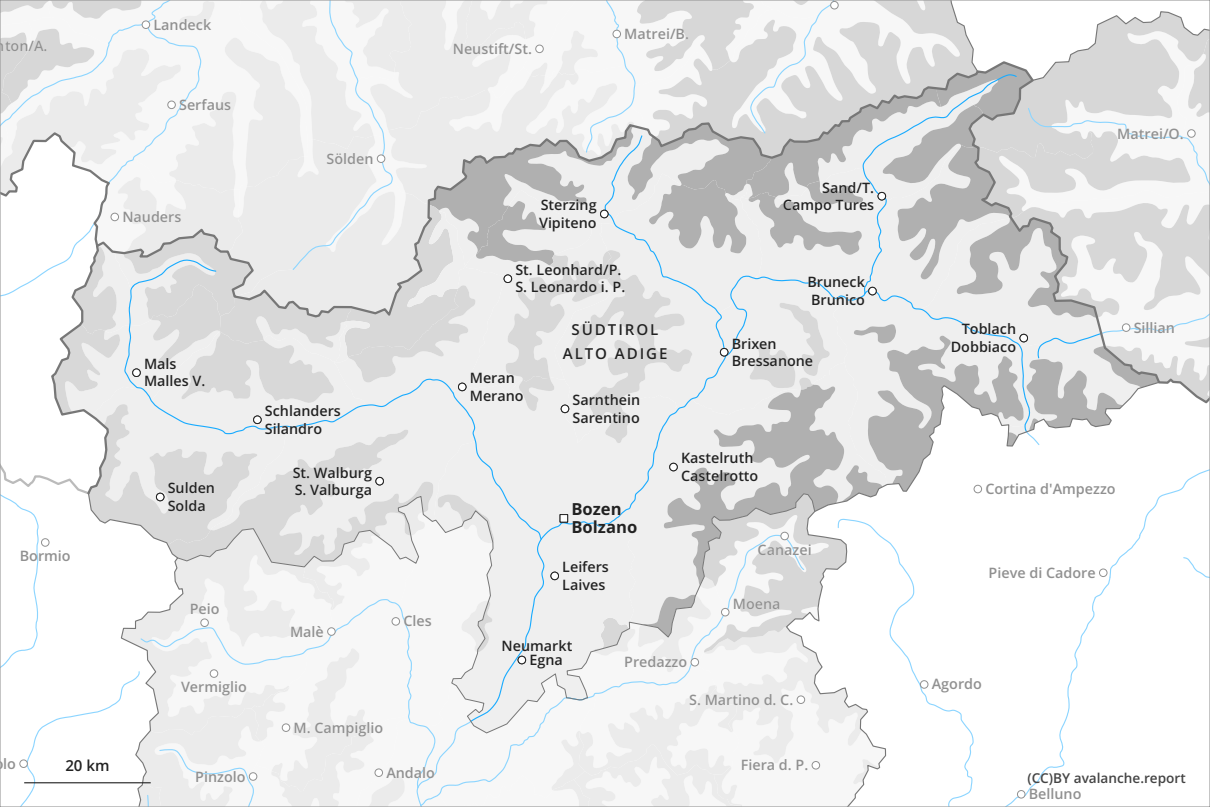 Landeck
nton/A.
Neustift/St.
Matrei/B.
Serfaus
Sölden
Matrei/O.
Nauders
Sand/T.
Campo Tures
Sterzing
Vipiteno
St. Leonhard/P.
S. Leonardo i. P.
Bruneck
Brunico
SÜDTIROL
ALTO ADIGE
Toblach
Dobbiaco
Sillian
Brixen
Bressanone
Mals
Malles V.
Meran
Merano
Sarnthein
Sarentino
Schlanders
Silandro
Kastelruth
Castelrotto
St. Walburg
S. Valburga
Sulden
Solda
Cortina d'Ampezzo
Bozen
Bolzano
Bormio
Canazei
Leifers
Laives
Pieve di Cadore
Peio
Moena
Malè
Cles
Neumarkt
Egna
Predazzo
Vermiglio
Agordo
S. Martino d. C.
M. Campiglio
olo
20 km
Pinzolo
Andalo
Fiera d. P.
(CC)BY avalanche.report
Belluno